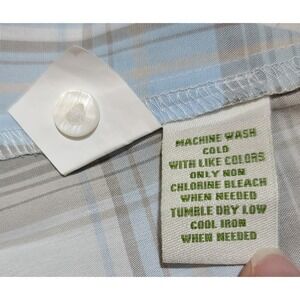 MACHINE WASH
COLD
WITH LIKE COLORS
ONLY NON
CHLORINE BLEACH
WHEN NEEDED
TUMBLE DRY LOW
COOL IRON
WHEN NEEDED